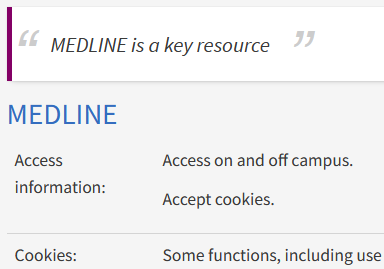 “ MEDLINE is a key resource ”
MEDLINE
Access information: Access on and off campus.
Accept cookies.
Cookies: Some functions, including use